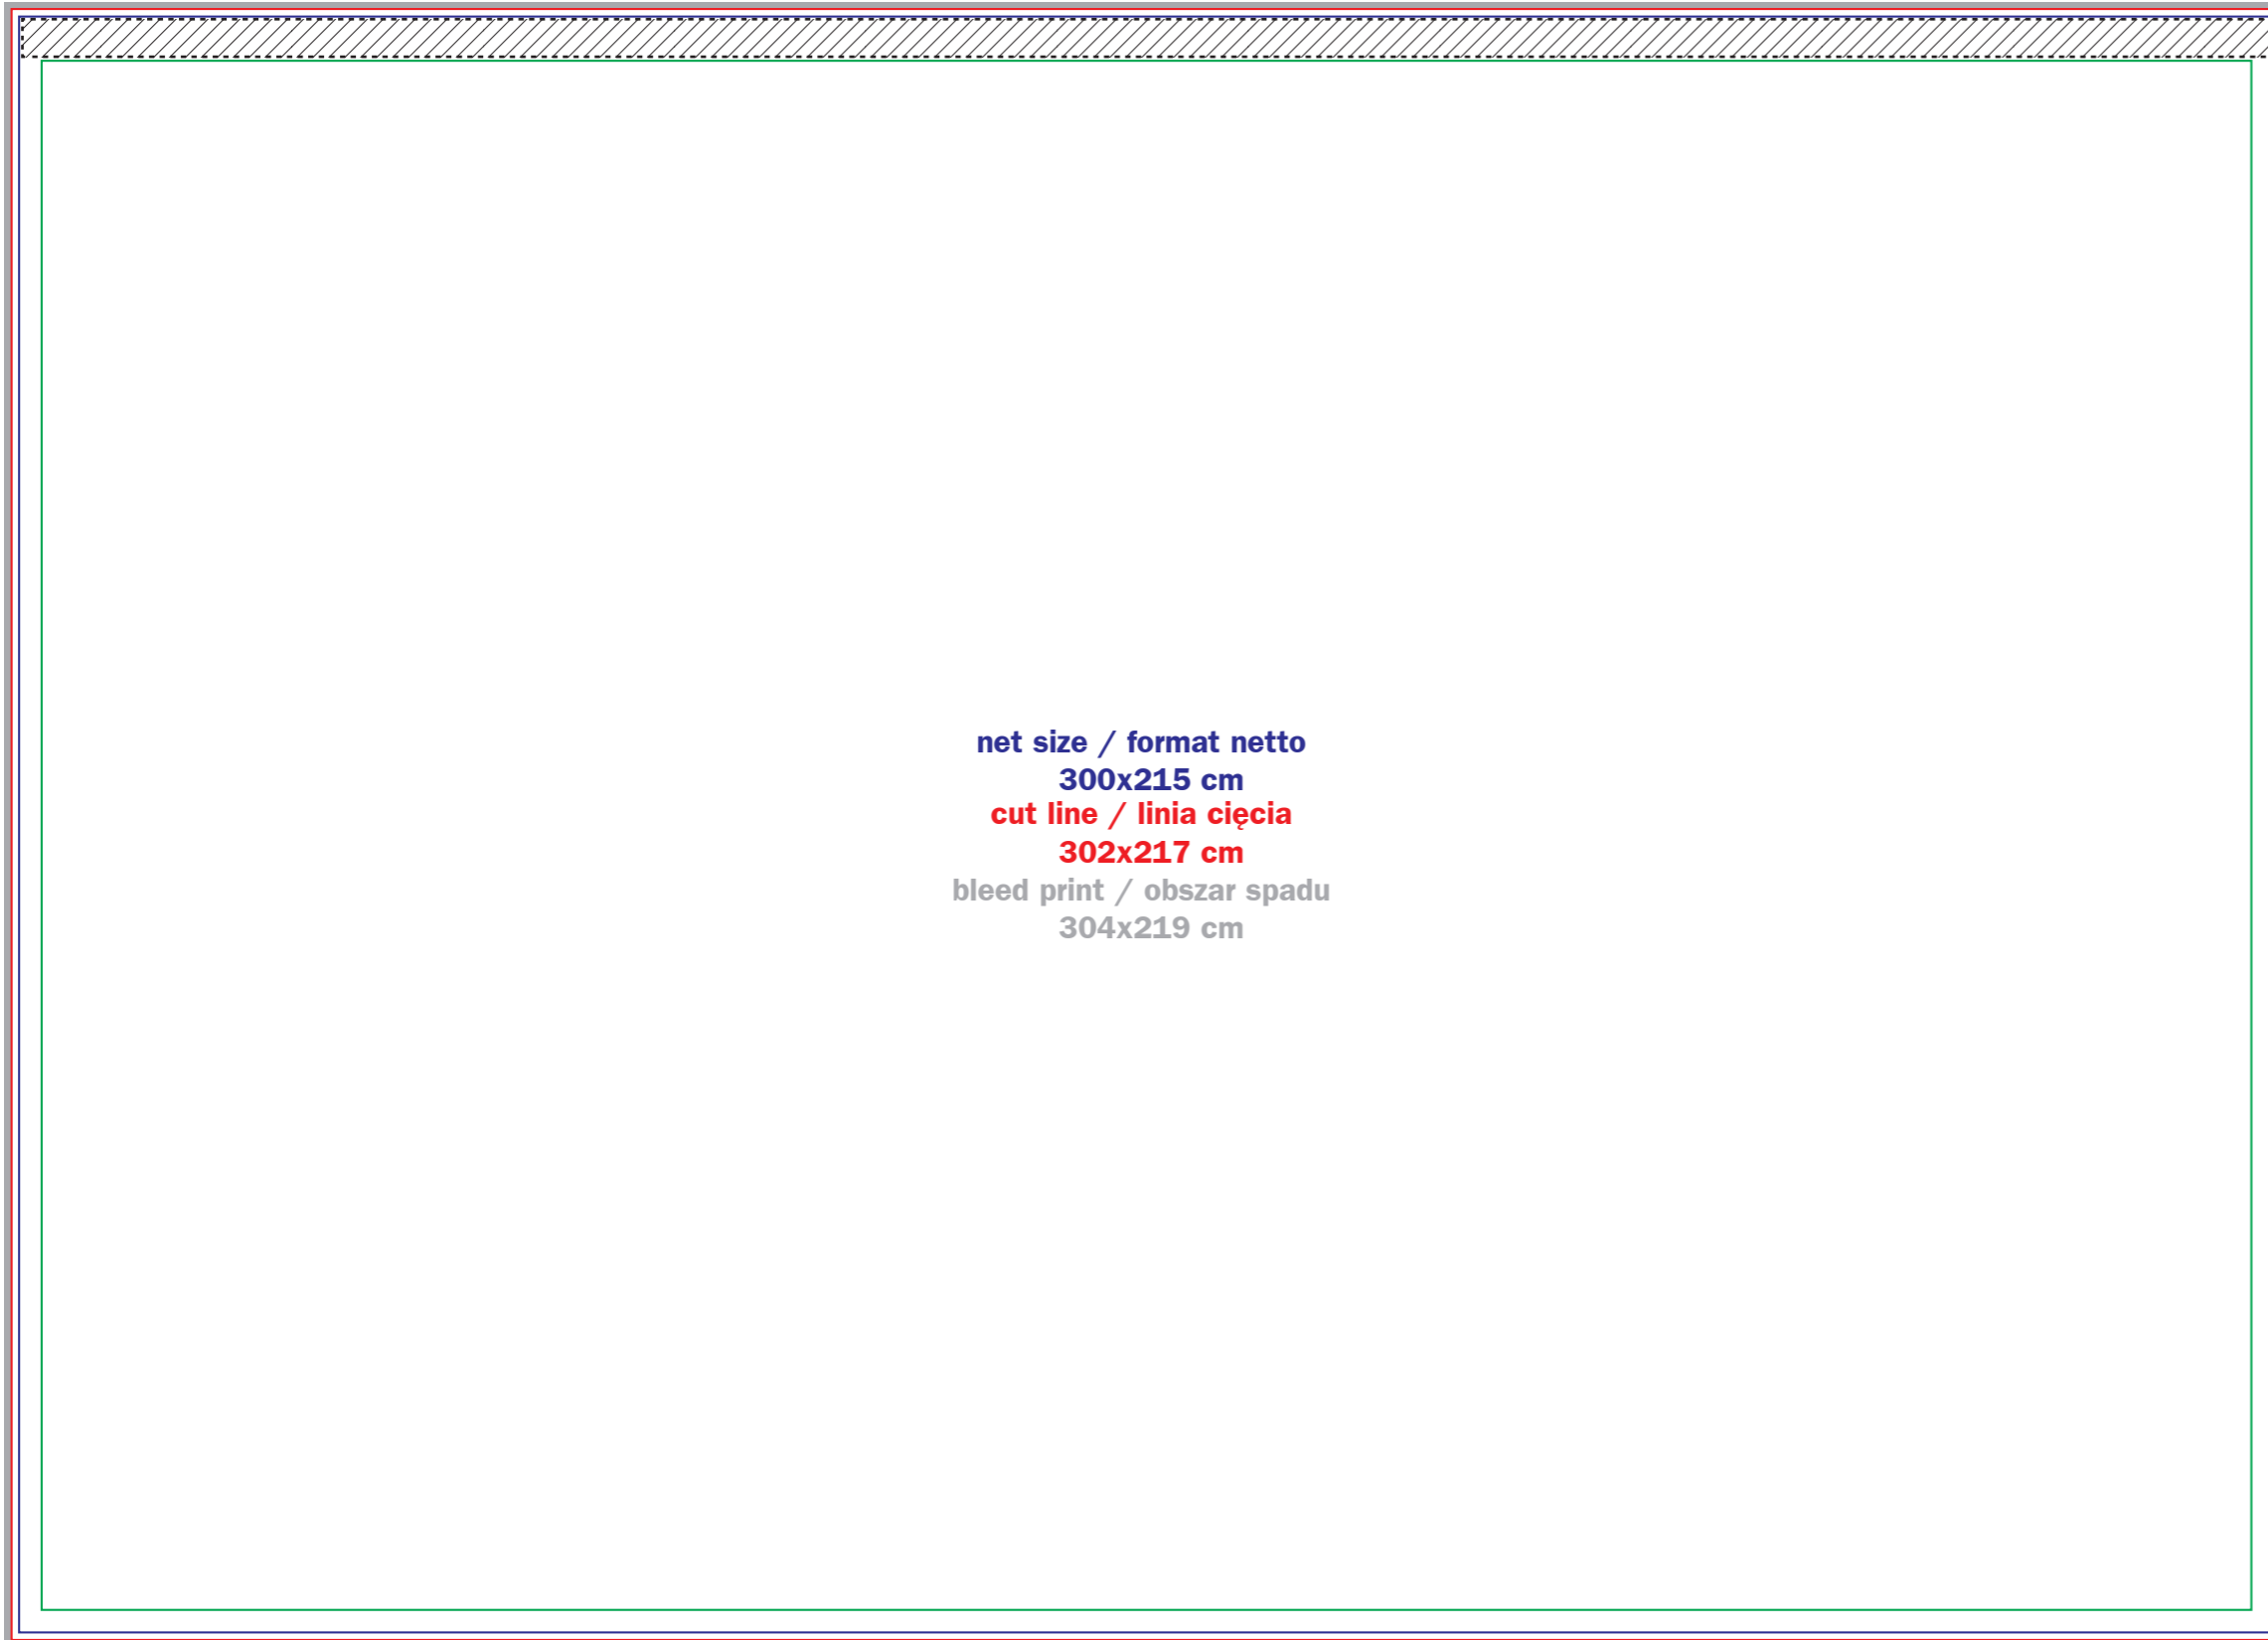 net size / format netto
300x215 cm
cut line / linia cięcia
302x217 cm
bleed print / obszar spadu
304x219 cm